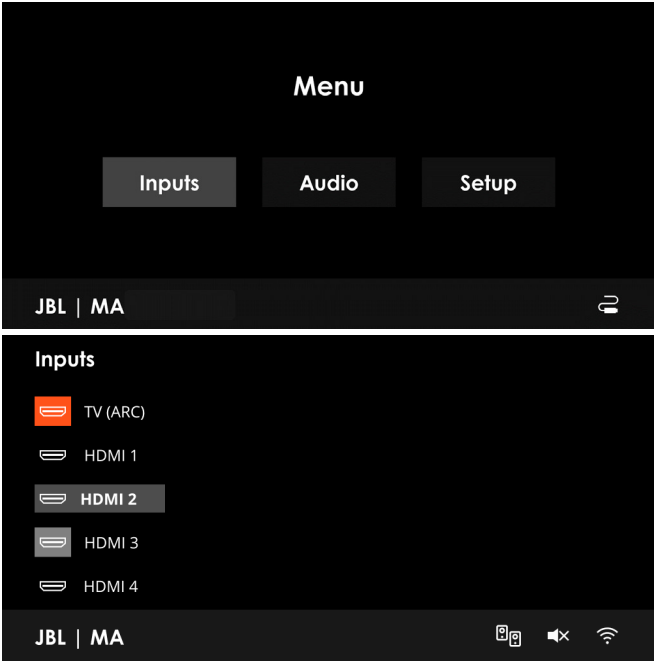 Menu
Inputs Audio Setup
JBL | MA
Inputs
TV (ARC)
HDMI 1
HDMI 2
HDMI 3
HDMI 4
JBL | MA